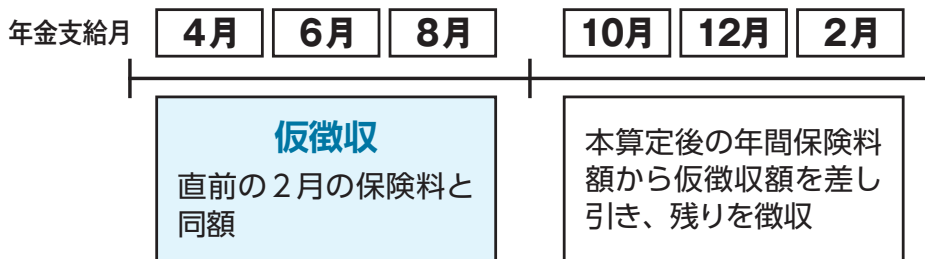 年金支給月 4月 6月 8月 10月 12月 2月
仮徴収
直前の2月の保険料と
同額
本算定後の年間保険料
額から仮徴収額を差し
引き、残りを徴収